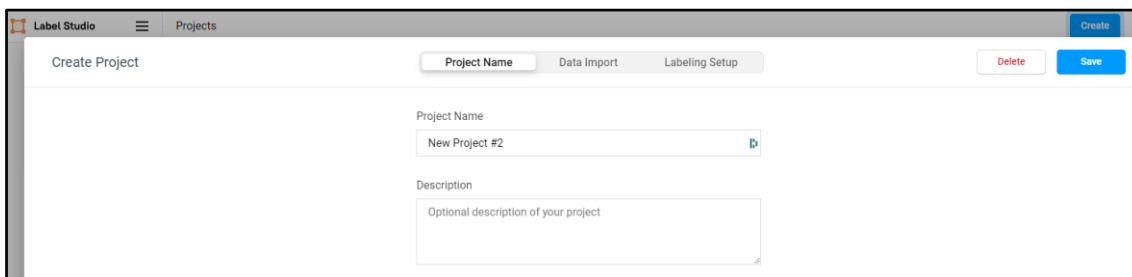 Label Studio Projects Create
Create Project Project Name Data Import Labeling Setup Delete Save
Project Name
New Project #2
Description
Optional description of your project